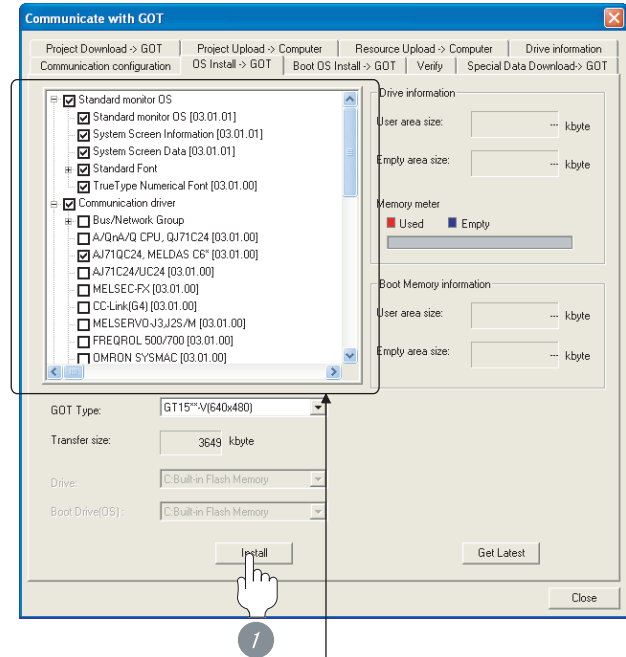 Communicate with GOT
Project Download -> GOT
Project Upload -> Computer
Resource Upload -> Computer
Drive information
Communication configuration
OS Install -> GOT
Boot OS Install -> GOT
Verify
Special Data Download-> GOT
Standard monitor OS
Standard monitor OS [03.01.01]
System Screen Information [03.01.01]
System Screen Data [03.01.01]
Standard Font
TrueType Numerical Font [03.01.00]
Communication driver
Bus/Network Group
A/QnA/Q CPU, QJ71C24 [03.01.00]
AJ71QC24, MELDAS C6* [03.01.00]
AJ71C24/UC24 [03.01.00]
MELSEC-FX [03.01.00]
CC-Link(G4) [03.01.00]
MELSERVO-J3,J2S/M [03.01.00]
FREQROL 500/700 [03.01.00]
OMRON SYSMAC [03.01.00]
Drive information
User area size: --- kbyte
Empty area size: --- kbyte
Memory meter
Used Empty
Boot Memory information
User area size: --- kbyte
Empty area size: --- kbyte
GOT Type: GT15**-V(640x480)
Transfer size: 3649 kbyte
Drive: C:Built-in Flash Memory
Boot Drive(OS) : C:Built-in Flash Memory
Install
Get Latest
Close
1